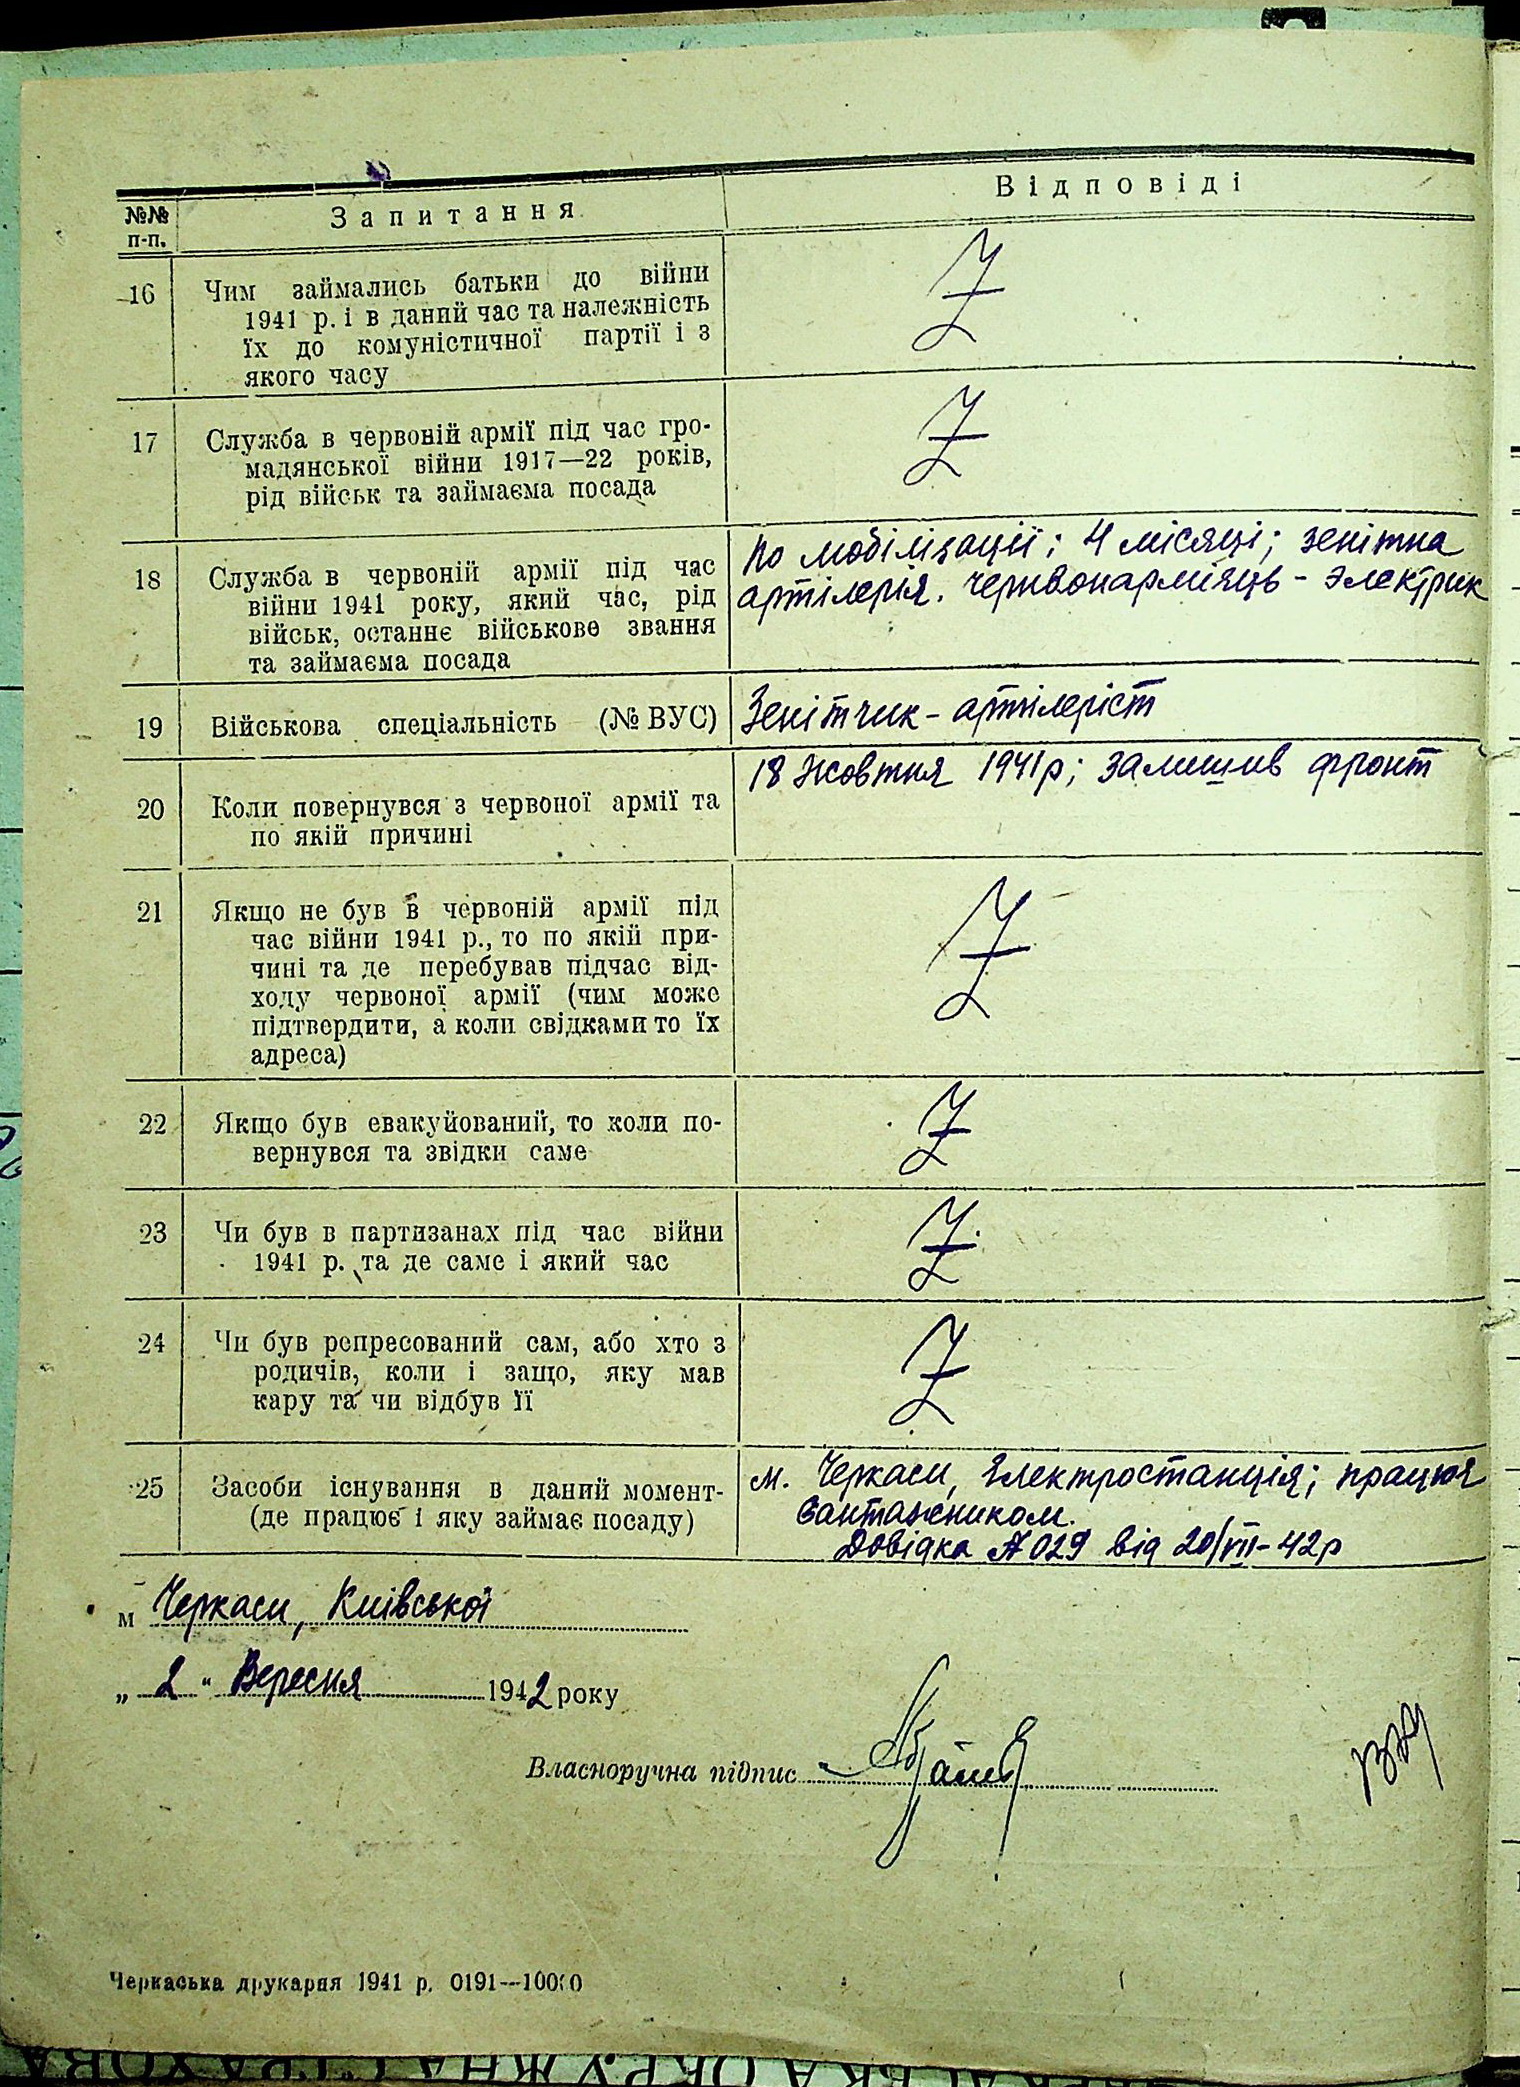 №№ п-п.
Запитання
Відповіді
16
Чим займались батьки до війни
1941 р. і в даний час та належність
їх до комуністичної партії і з
якого часу
Z
17
Служба в червоній армії під час гро-
мадянської війни 1917—22 років,
рід військ та займаєма посада
Z
18
Служба в червоній армії під час
війни 1941 року, який час, рід
військ, останнє військове звання
та займаєма посада
по мобілізації; 4 місяці; зенітна
артілерія. червонармієць - электрик
19
Військова спеціальність (№ ВУС)
Зенітчик - артілеріст
20
Коли повернувся з червоної армії та
по якій причині
18 Жовтня 1941р; залишив фронт
21
Якщо не був в червоній армії під
час війни 1941 р., то по якій при-
чині та де перебував підчас від-
ходу червоної армії (чим може
підтвердити, а коли свідками то їх
адреса)
Z
22
Якщо був евакуйований, то коли по-
вернувся та звідки саме
Z
23
Чи був в партизанах під час війни
1941 р. та де саме і який час
Z
24
Чи був репресований сам, або хто з
родичів, коли і защо, яку мав
кару та чи відбув її
Z
25
Засоби існування в даний момент-
(де працює і яку займає посаду)
м. Черкаси, Електростанція; працює
вантажником.
Довідка № 029 від 20/VII-42р
м Черкаси, Київської
„ 2 “ Вересня 1942 року
Власноручна підпис
Черкаська друкарня 1941 р. 0191—10000